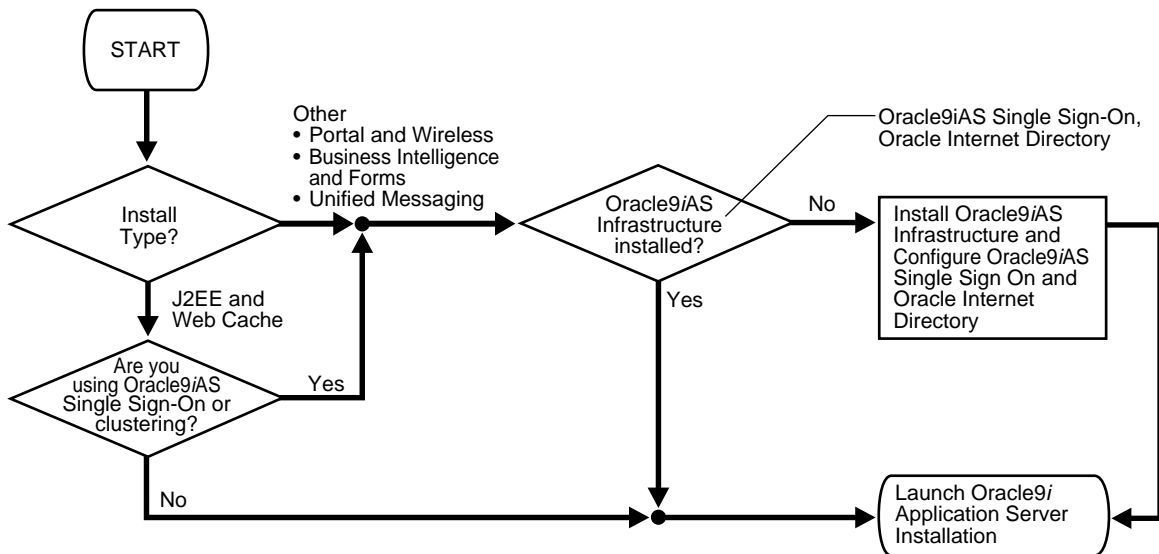 START
Other
• Portal and Wireless
• Business Intelligence
and Forms
• Unified Messaging
Oracle9iAS Single Sign-On,
Oracle Internet Directory
Install
Type?
Oracle9iAS
Infrastructure
installed?
No
Install Oracle9iAS
Infrastructure and
Configure Oracle9iAS
Single Sign On and
Oracle Internet
Directory
J2EE and
Web Cache
Yes
Are you
using Oracle9iAS
Single Sign-On or
clustering?
Yes
No
Launch Oracle9i
Application Server
Installation